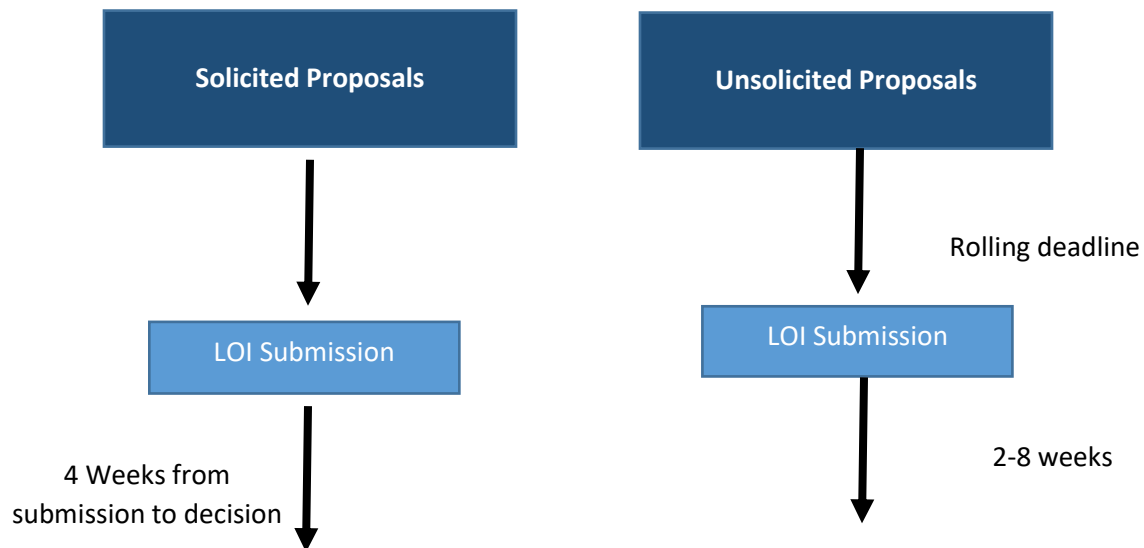 Solicited Proposals
Unsolicited Proposals
Rolling deadline
LOI Submission
LOI Submission
4 Weeks from
submission to decision
2-8 weeks